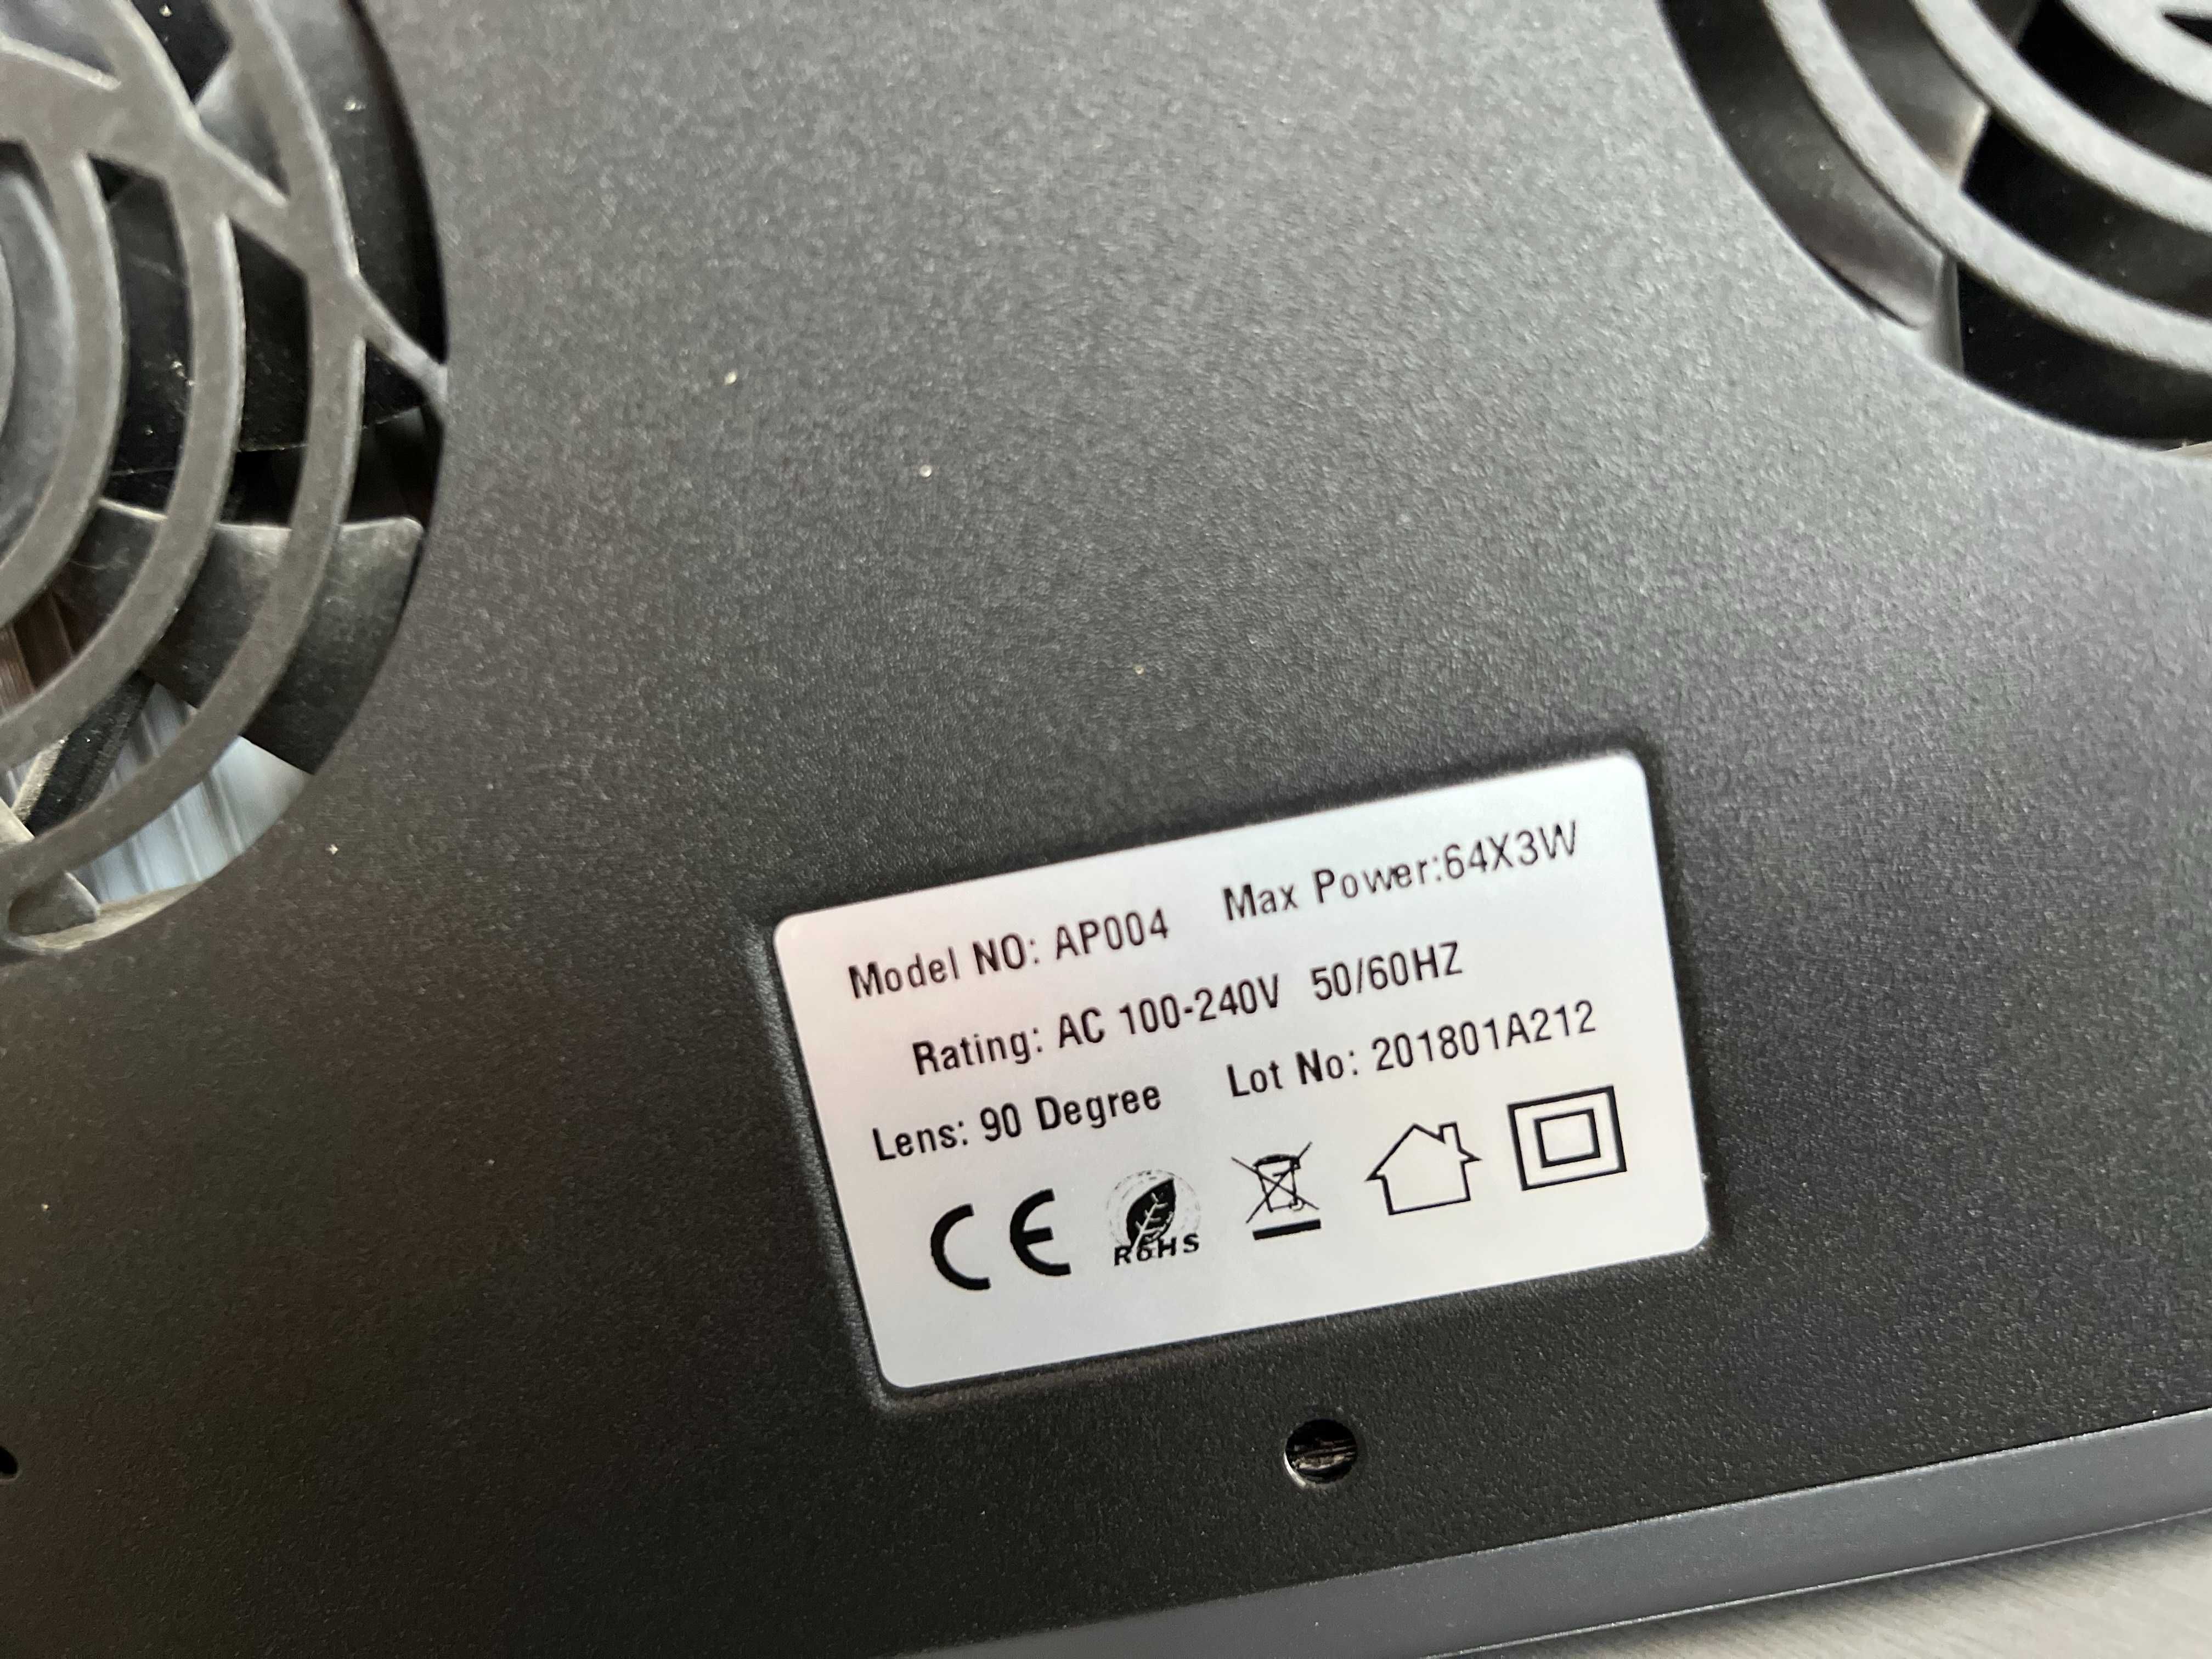 Model NO: AP004 Max Power:64X3W
Rating: AC 100-240V 50/60HZ
Lens: 90 Degree Lot No: 201801A212
CE RoHS